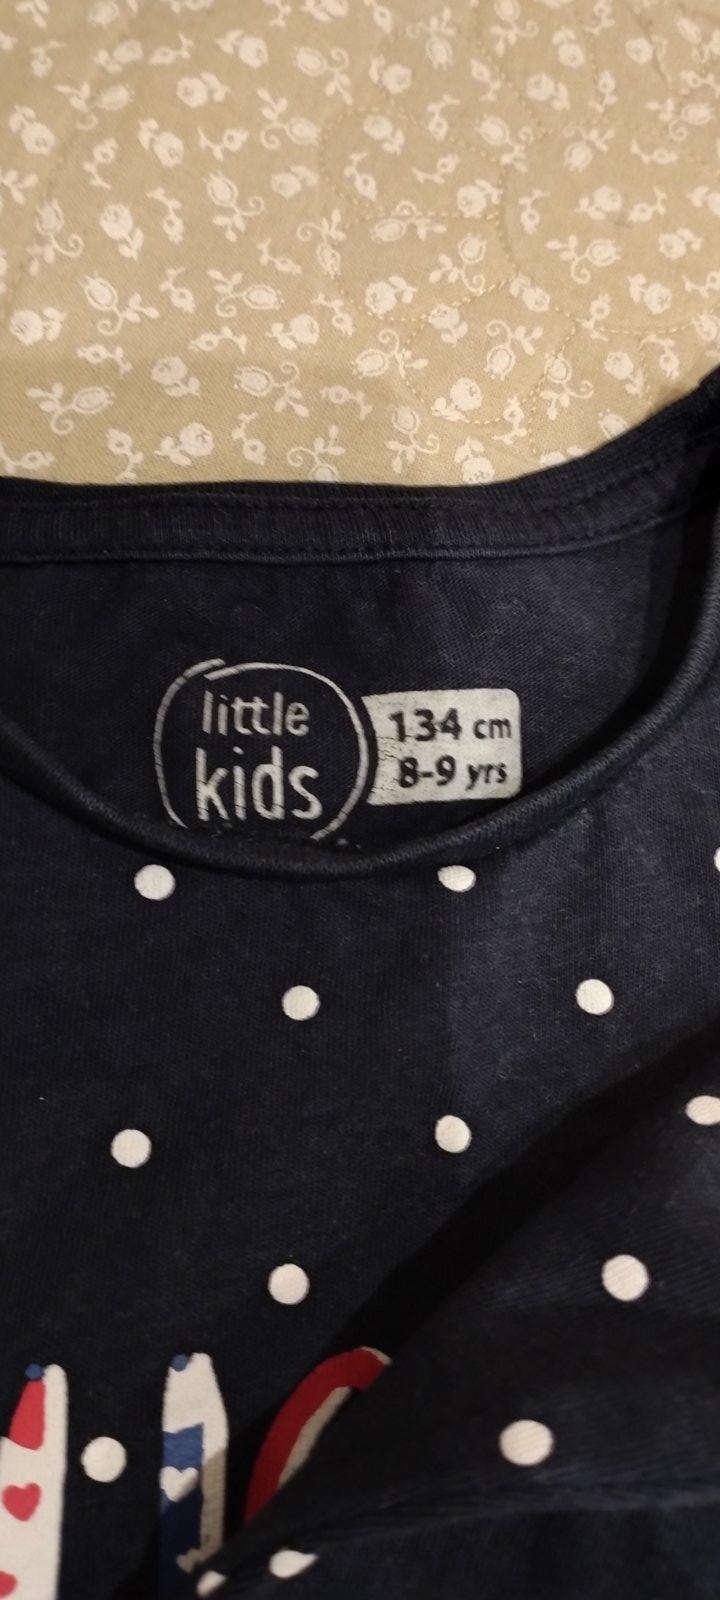 little
kids
134 cm
8-9 yrs